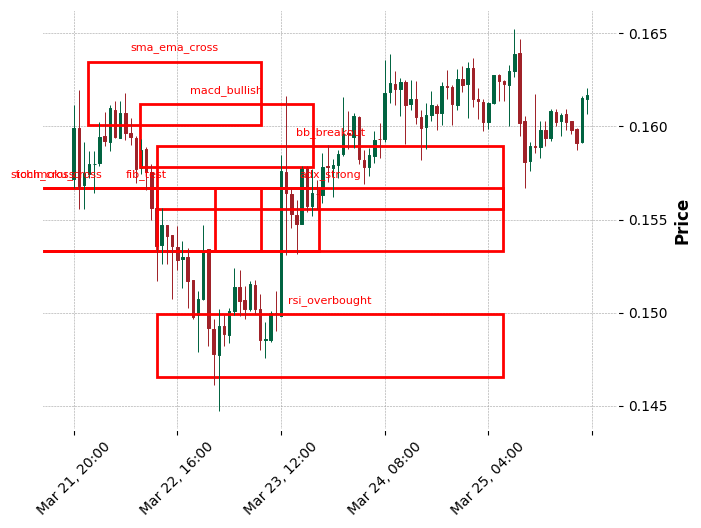 sma_ema_cross
macd_bullish
bb_breakout
fib_test
adx_strong
rsi_overbought
0.165
0.160
0.155
0.150
0.145
Price
Mar 21, 20:00
Mar 22, 16:00
Mar 23, 12:00
Mar 24, 08:00
Mar 25, 04:00